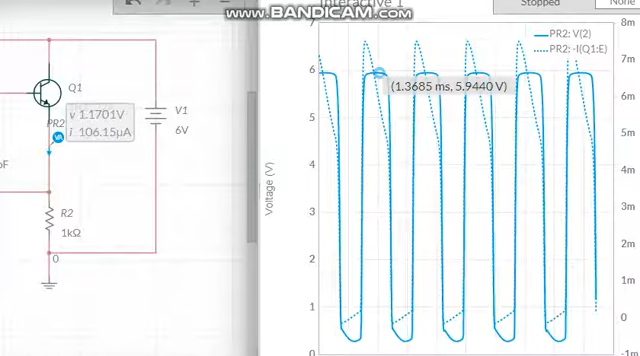 WWW.BANDICAM.COM
Interactive 1
Stopped
None
Q1
PR2
v 1.1701V
i 106.15µA
VA
V1
6V
R2
1kΩ
0
PR2: V(2)
PR2: -I(Q1:E)
(1.3685 ms, 5.9440 V)
Voltage (V)
7
6
5
4
3
2
1
0
8m
7m
6m
5m
4m
3m
2m
1m
0
-1m